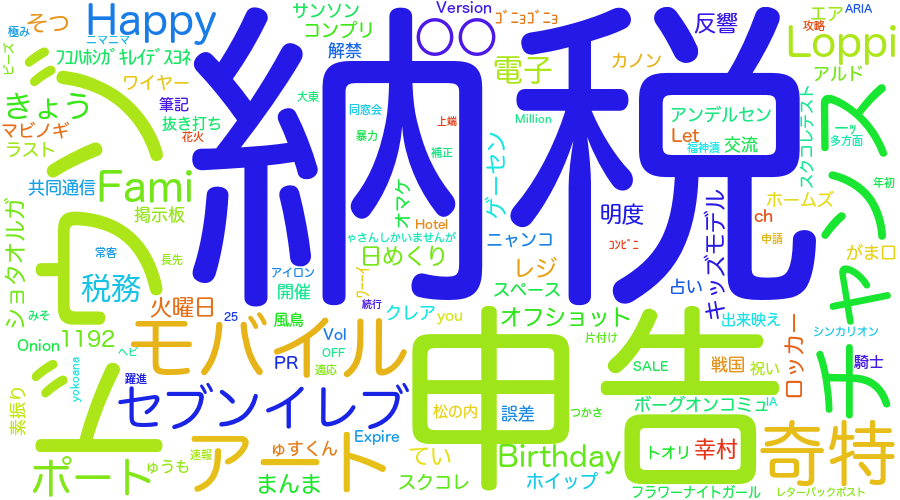 極み
そつ
Happy
サンソン
コンプリ
Version
ｺﾞﾆｮｺﾞﾆｮ
反響
エア
ARIA
攻略
Loppi
ニマニマ
ﾌﾕﾊﾎｼｶﾞｷﾚｲﾃﾞｽﾖﾈ
解禁
ボ
電子
カノン
アルド
ビーズ
ワイヤー
きょう
筆記
大東
納税
アンデルセン
スクコレテスト
一ｯ
多方面
マビノギ
抜き打ち
花火
同窓会
上端
Million
Let
福神漬
交流
ラスト
暴力
補正
ゲーセン
共同通信
Fami
年初
掲示板
オマケ
Hotel
明度
キッズモデル
ホームズ
ch
申請
がま口
ショタオルガ
ジワジワ
常客
長先
ゃさんしかいませんが
ニャンコ
日めくり
レジ
チャンス
税務
アイロン
開催
ワーーイ
スペース
占い
火曜日
続行
クレア
you
オフショット
出来映え
シンカリオン
みそ
25
風鳥
片付け
ロッカー
Onion
1192
モバイル
Vol
申告
SALE
戦国
祝い
騎士
ヘビ
PR
OFF
適応
yokoana
躍進
セブンイレブ
松の内
誤差
つかさ
ボーグオンコミュ
IA
素振り
アート
ゅすくん
Expire
奇特
ポート
ゅうも
速報
てい
Birthday
トオリ
幸村
まんま
スクコレ
ホイップ
フラワーナイトガール
レターパックポスト
ｺﾝﾋﾞﾆ